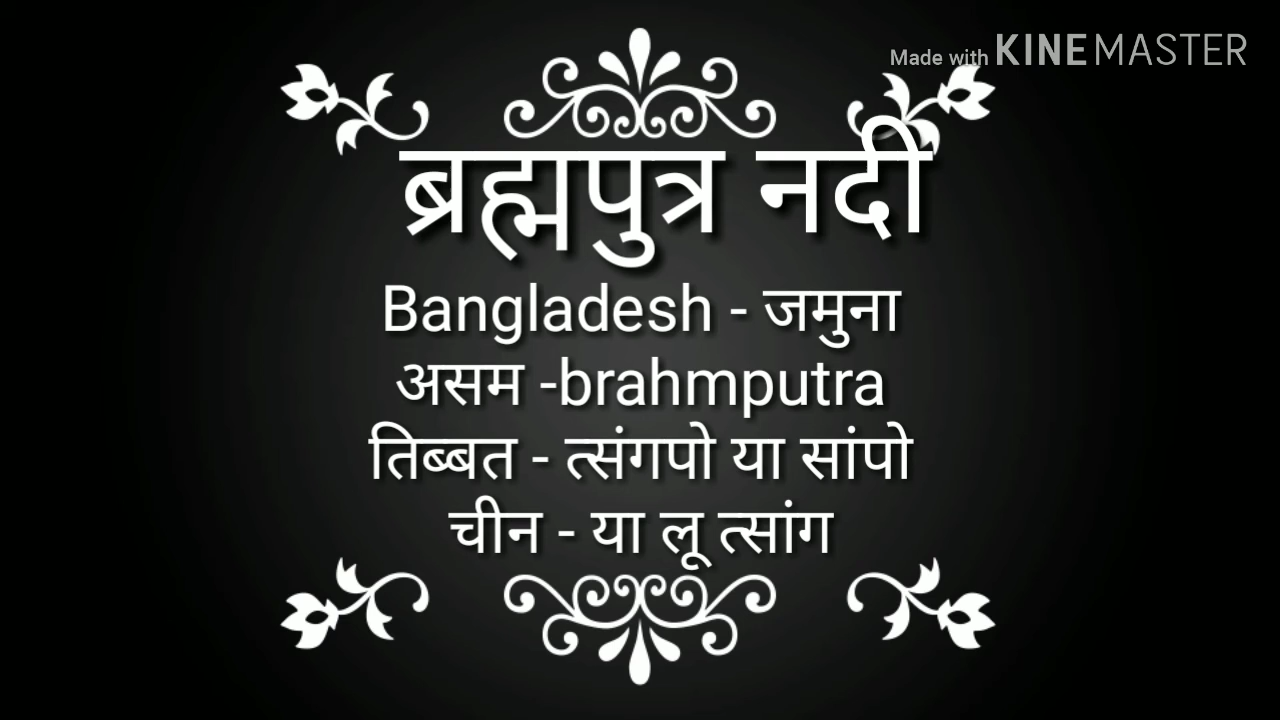 Made with KINEMASTER
ब्रह्मपुत्र नदी
Bangladesh - जमुना
असम -brahmputra
तिब्बत - त्संगपो या सांपो
चीन - या लू त्सांग